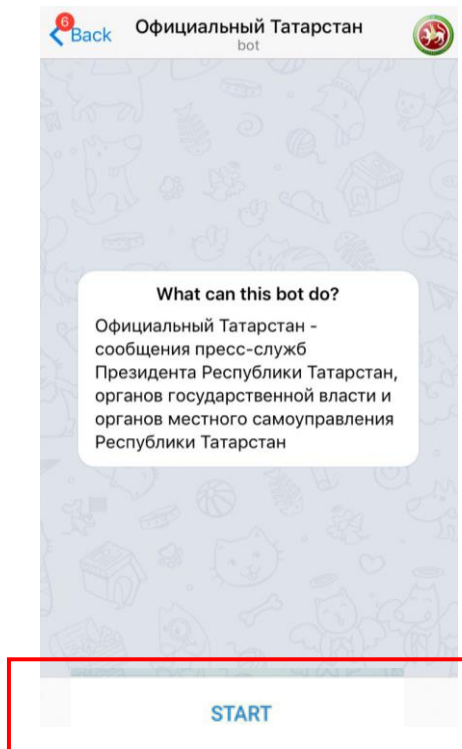 6
Back
Официальный Татарстан
bot
What can this bot do?
Официальный Татарстан -
сообщения пресс-служб
Президента Республики Татарстан,
органов государственной власти и
органов местного самоуправления
Республики Татарстан
START